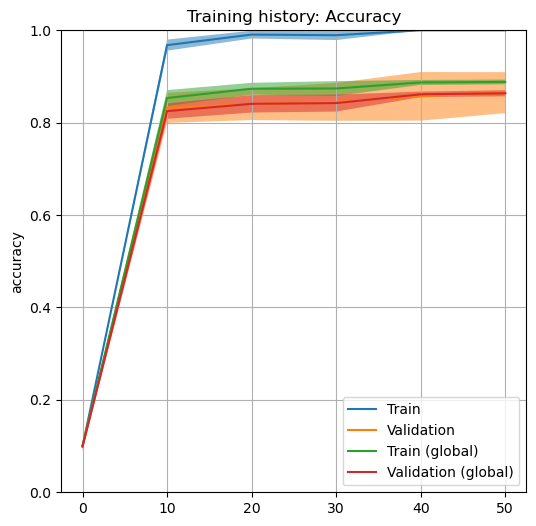 Training history: Accuracy
1.0
0.8
0.6
0.4
0.2
0.0
accuracy
0 10 20 30 40 50
Train
Validation
Train (global)
Validation (global)